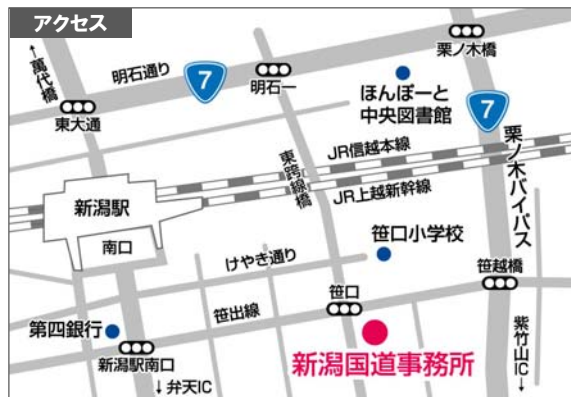 アクセス
↑萬代橋
明石通り
7
明石一
栗ノ木橋
東大通
ほんぽーと
中央図書館
7
栗ノ木バイパス
東跨線橋
JR信越本線
JR上越新幹線
新潟駅
南口
けやき通り
笹口小学校
笹越橋
笹出線
笹口
第四銀行
新潟駅南口
新潟国道事務所
紫竹山IC↓
↓弁天IC